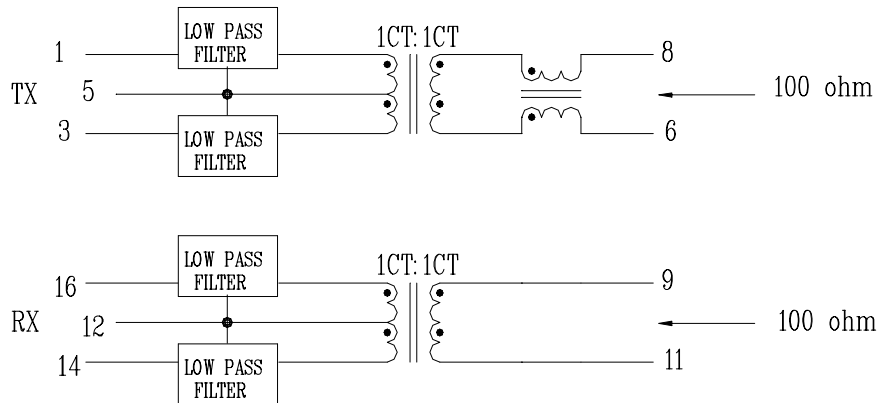 LOW PASS
FILTER
1CT:1CT
1
8
TX
5
100 ohm
3
6
LOW PASS
FILTER
LOW PASS
FILTER
1CT:1CT
16
9
RX
12
100 ohm
14
11
LOW PASS
FILTER